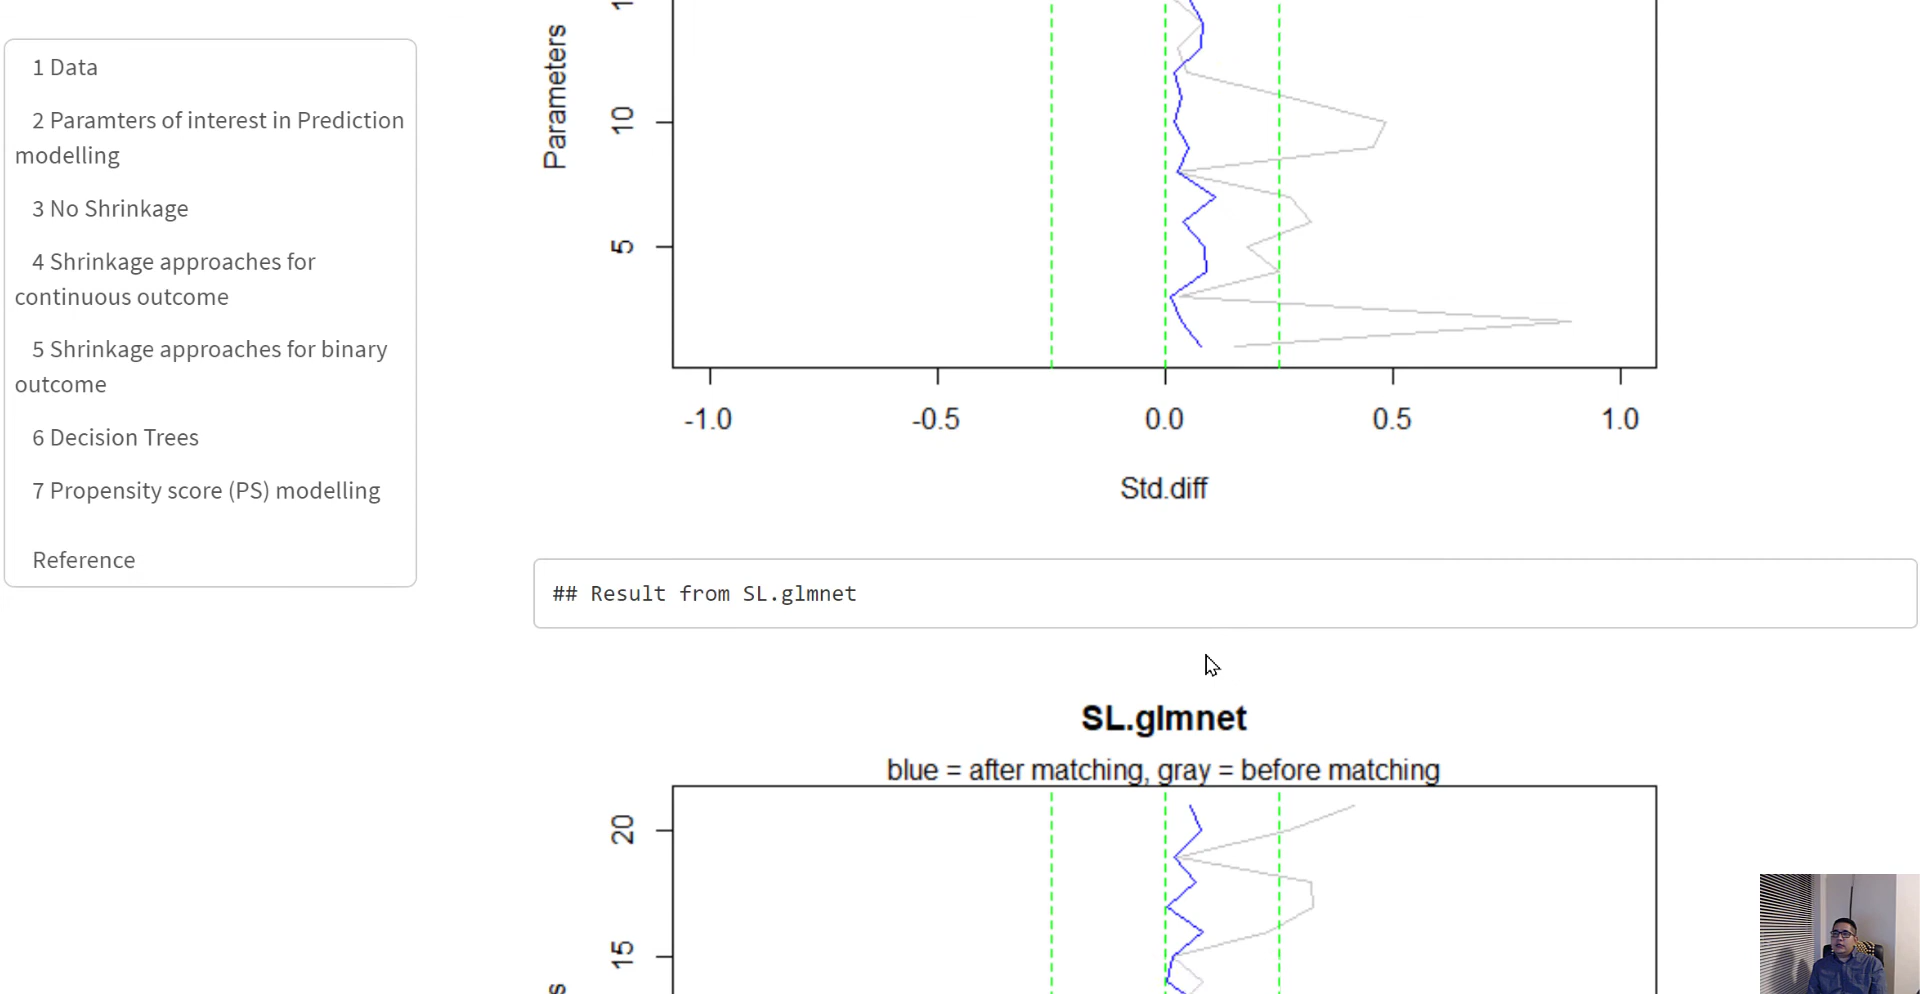 1 Data
2 Paramters of interest in Prediction
modelling
3 No Shrinkage
4 Shrinkage approaches for
continuous outcome
5 Shrinkage approaches for binary
outcome
6 Decision Trees
7 Propensity score (PS) modelling
Reference
Parameters
10
5
-1.0 -0.5 0.0 0.5 1.0
Std.diff
## Result from SL.glmnet
SL.glmnet
blue = after matching, gray = before matching
20
15